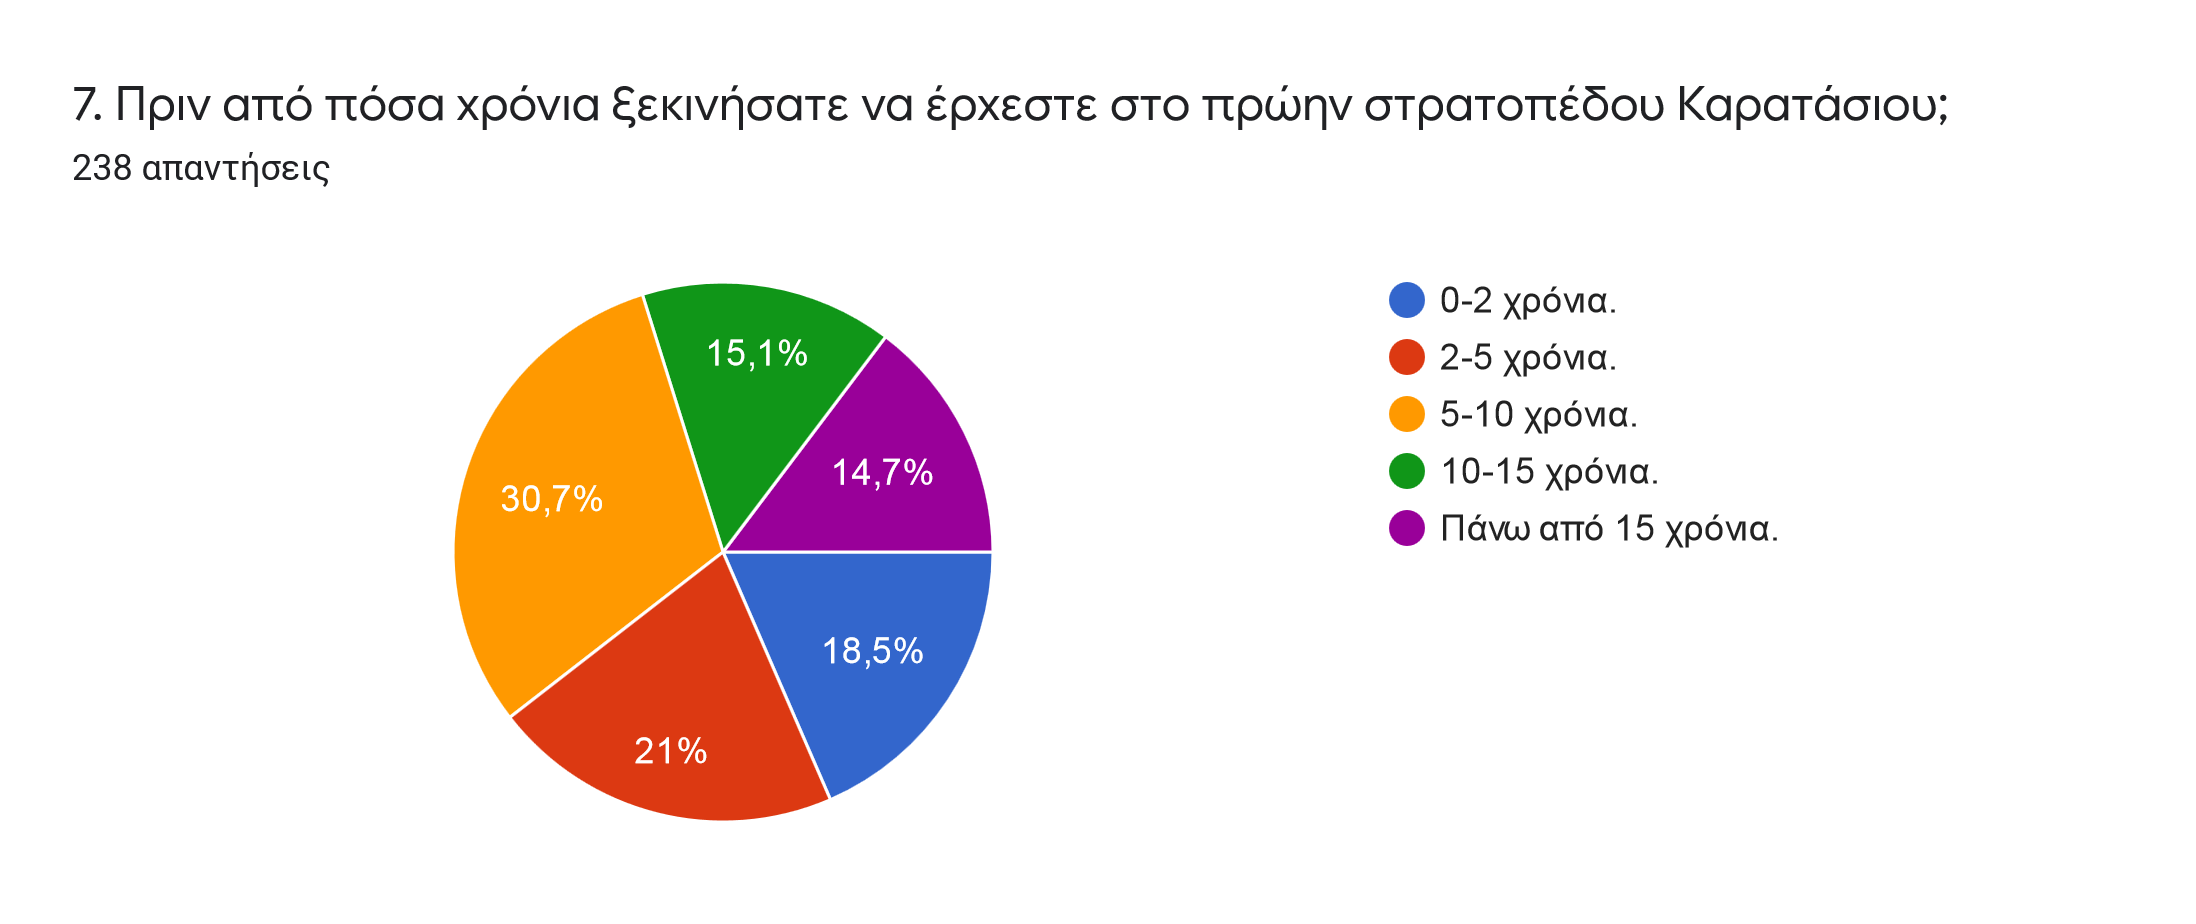 7. Πριν από πόσα χρόνια ξεκινήσατε να έρχεστε στο πρώην στρατοπέδου Καρατάσιου;
238 απαντήσεις
15,1%
14,7%
30,7%
18,5%
21%
0-2 χρόνια.
2-5 χρόνια.
5-10 χρόνια.
10-15 χρόνια.
Πάνω από 15 χρόνια.